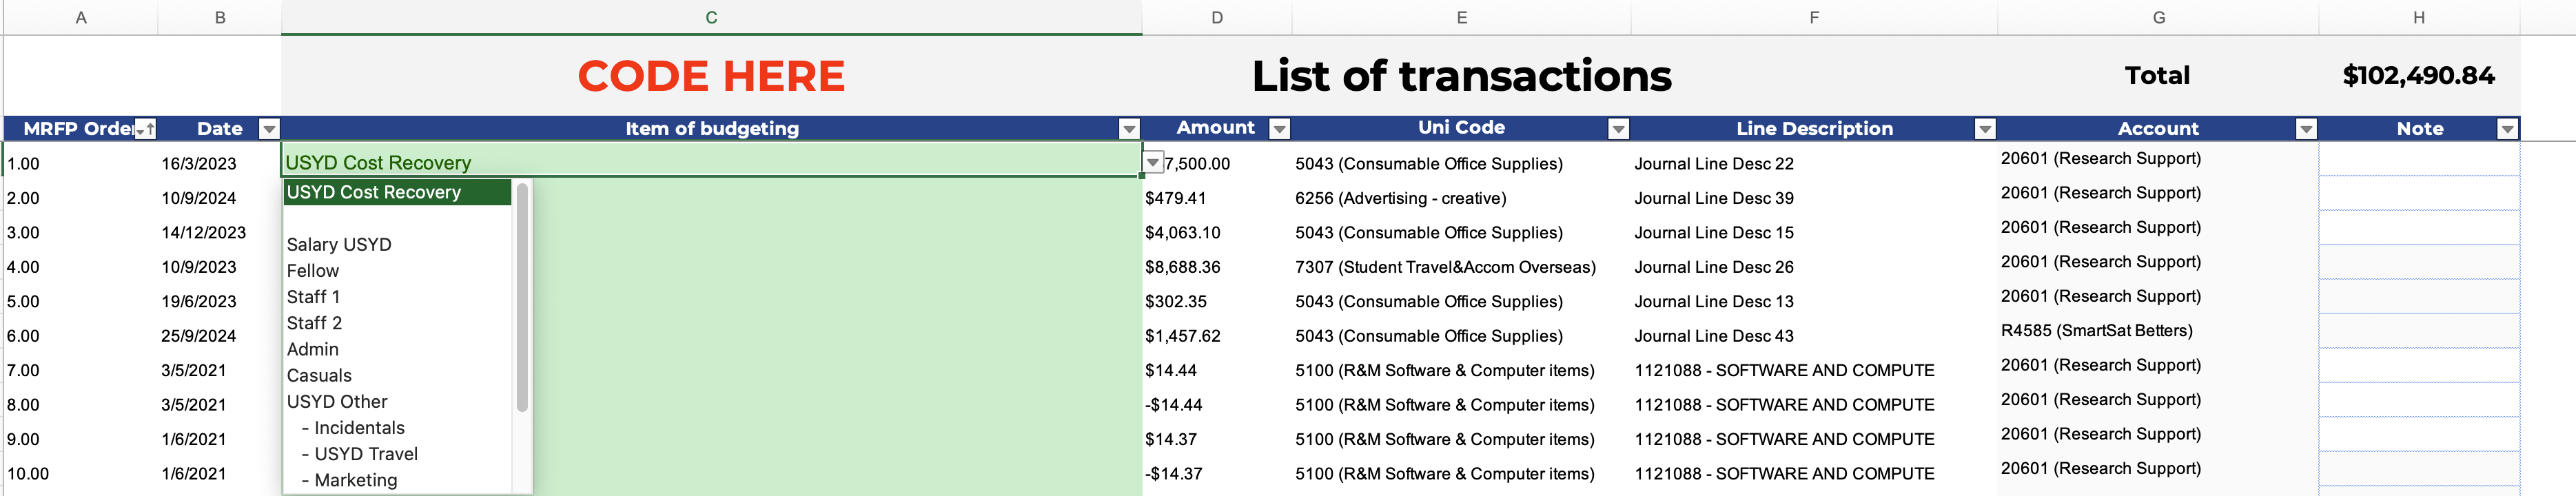 A B C D E F G H
CODE HERE List of transactions Total $102,490.84
MRFP Order Date Item of budgeting Amount Uni Code Line Description Account Note
1.00 16/3/2023 USYD Cost Recovery 7,500.00 5043 (Consumable Office Supplies) Journal Line Desc 22 20601 (Research Support)
USYD Cost Recovery
2.00 10/9/2024 $479.41 6256 (Advertising - creative) Journal Line Desc 39 20601 (Research Support)
3.00 14/12/2023 Salary USYD $4,063.10 5043 (Consumable Office Supplies) Journal Line Desc 15 20601 (Research Support)
4.00 10/9/2023 Fellow $8,688.36 7307 (Student Travel&Accom Overseas) Journal Line Desc 26 20601 (Research Support)
5.00 19/6/2023 Staff 1 $302.35 5043 (Consumable Office Supplies) Journal Line Desc 13 20601 (Research Support)
Staff 2
6.00 25/9/2024 Admin $1,457.62 5043 (Consumable Office Supplies) Journal Line Desc 43 R4585 (SmartSat Betters)
7.00 3/5/2021 Casuals $14.44 5100 (R&M Software & Computer items) 1121088 - SOFTWARE AND COMPUTE 20601 (Research Support)
8.00 3/5/2021 USYD Other -$14.44 5100 (R&M Software & Computer items) 1121088 - SOFTWARE AND COMPUTE 20601 (Research Support)
- Incidentals
9.00 1/6/2021 - USYD Travel $14.37 5100 (R&M Software & Computer items) 1121088 - SOFTWARE AND COMPUTE 20601 (Research Support)
10.00 1/6/2021 - Marketing -$14.37 5100 (R&M Software & Computer items) 1121088 - SOFTWARE AND COMPUTE 20601 (Research Support)